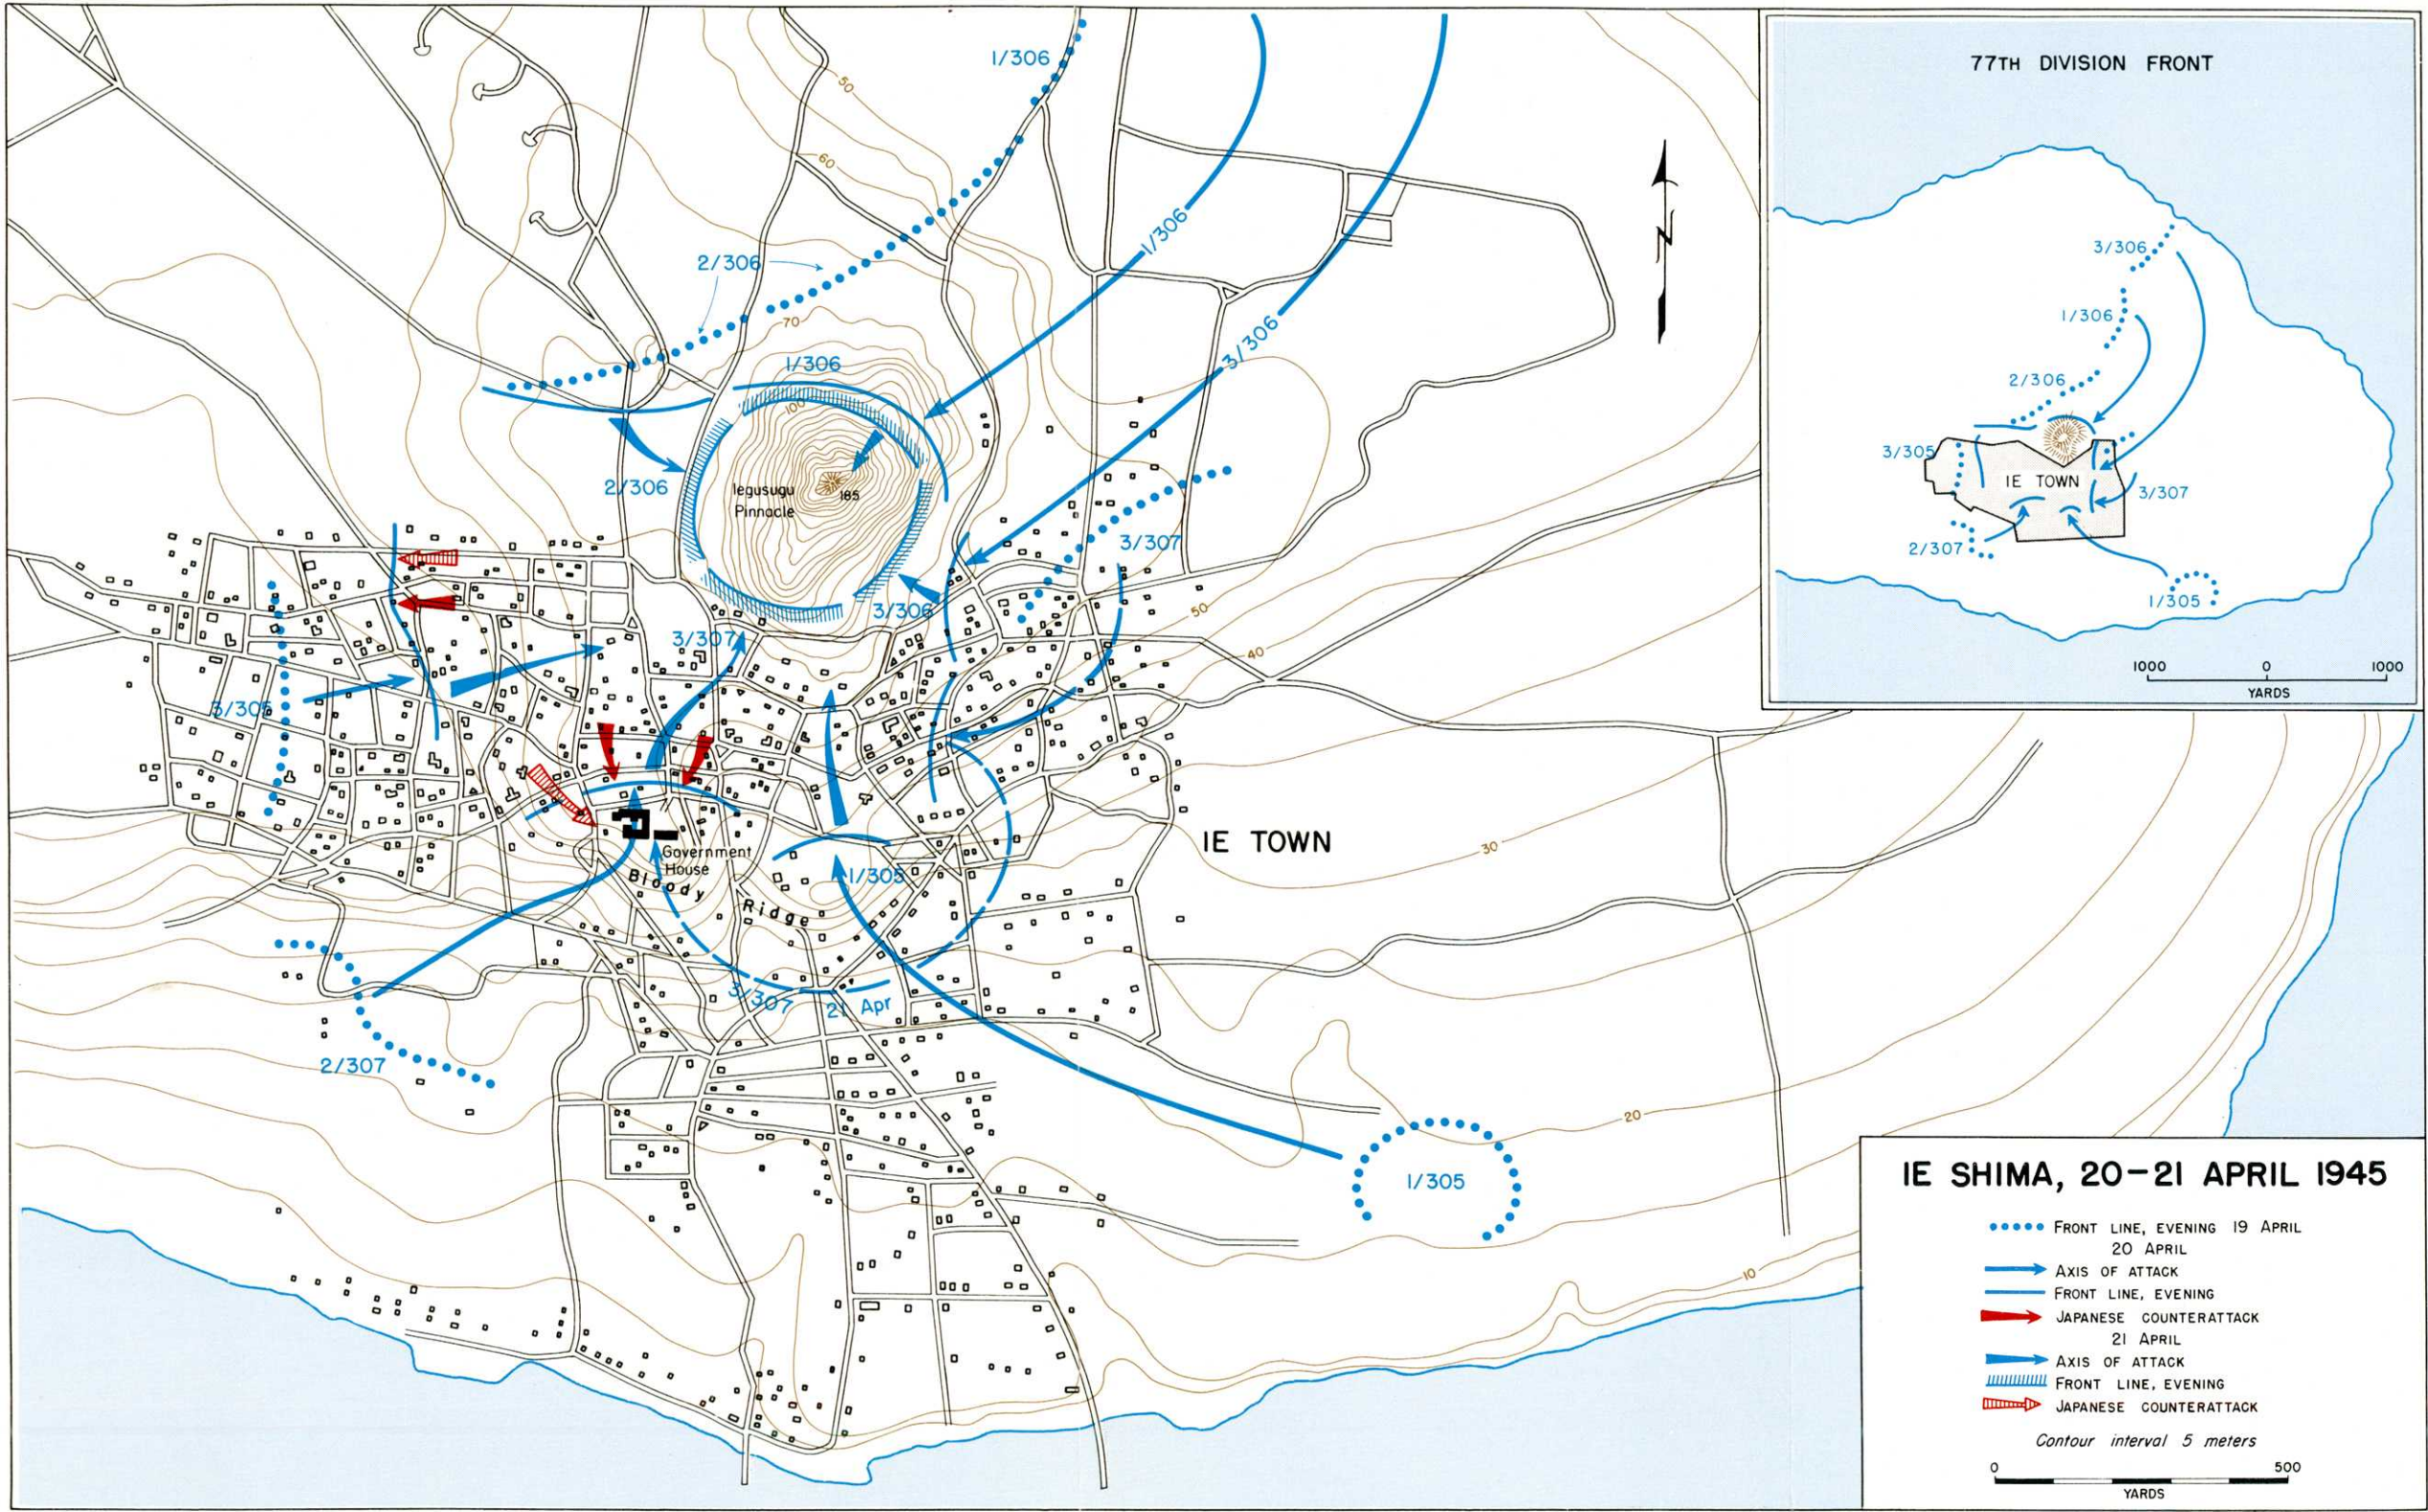 1/306
50
60
1/306
2/306
70
3/306
1/306
100
2/306
Iegusugu
Pinnacle
185
3/307
3/306
50
3/307
40
3/305
IE TOWN
30
Government
House
Bloody
Ridge
1/305
3/307
21 Apr
2/307
20
1/305
10
77TH DIVISION FRONT
3/306
1/306
2/306
3/305
IE TOWN
3/307
2/307
1/305
1000 0 1000
YARDS
IE SHIMA, 20-21 APRIL 1945
FRONT LINE, EVENING 19 APRIL
20 APRIL
AXIS OF ATTACK
FRONT LINE, EVENING
JAPANESE COUNTERATTACK
21 APRIL
AXIS OF ATTACK
FRONT LINE, EVENING
JAPANESE COUNTERATTACK
Contour interval 5 meters
0 500
YARDS